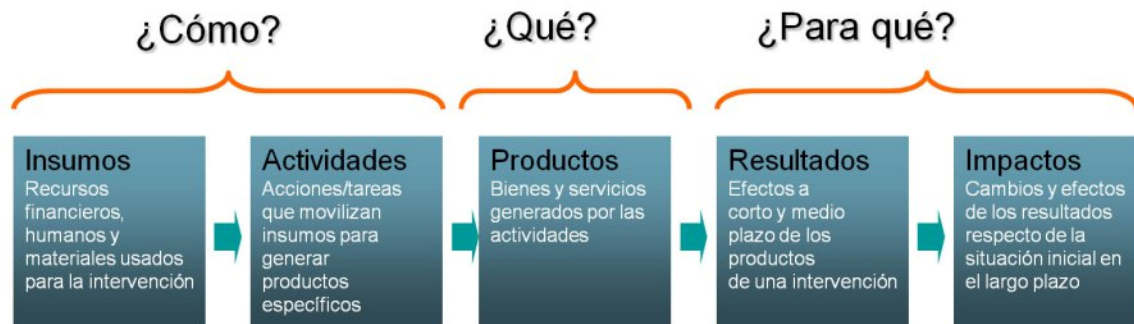 ¿Cómo?
¿Qué?
¿Para qué?
Insumos
Recursos
financieros,
humanos y
materiales usados
para la intervención
Actividades
Acciones/tareas
que movilizan
insumos para
generar
productos
específicos
Productos
Bienes y servicios
generados por las
actividades
Resultados
Efectos a
corto y medio
plazo de los
productos
de una intervención
Impactos
Cambios y efectos
de los resultados
respecto de la
situación inicial en
el largo plazo